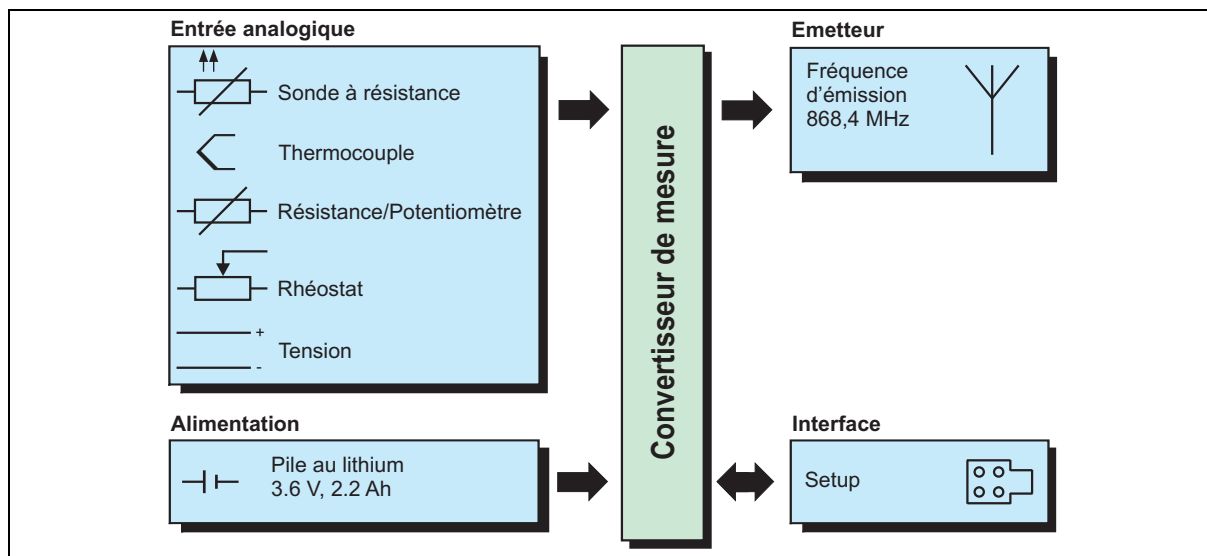 Entrée analogique
Sonde à résistance
Thermocouple
Résistance/Potentiomètre
Rhéostat
+
Tension
-
Alimentation
Pile au lithium
3.6 V, 2.2 Ah
Convertisseur de mesure
Emetteur
Fréquence
d'émission
868,4 MHz
Interface
Setup